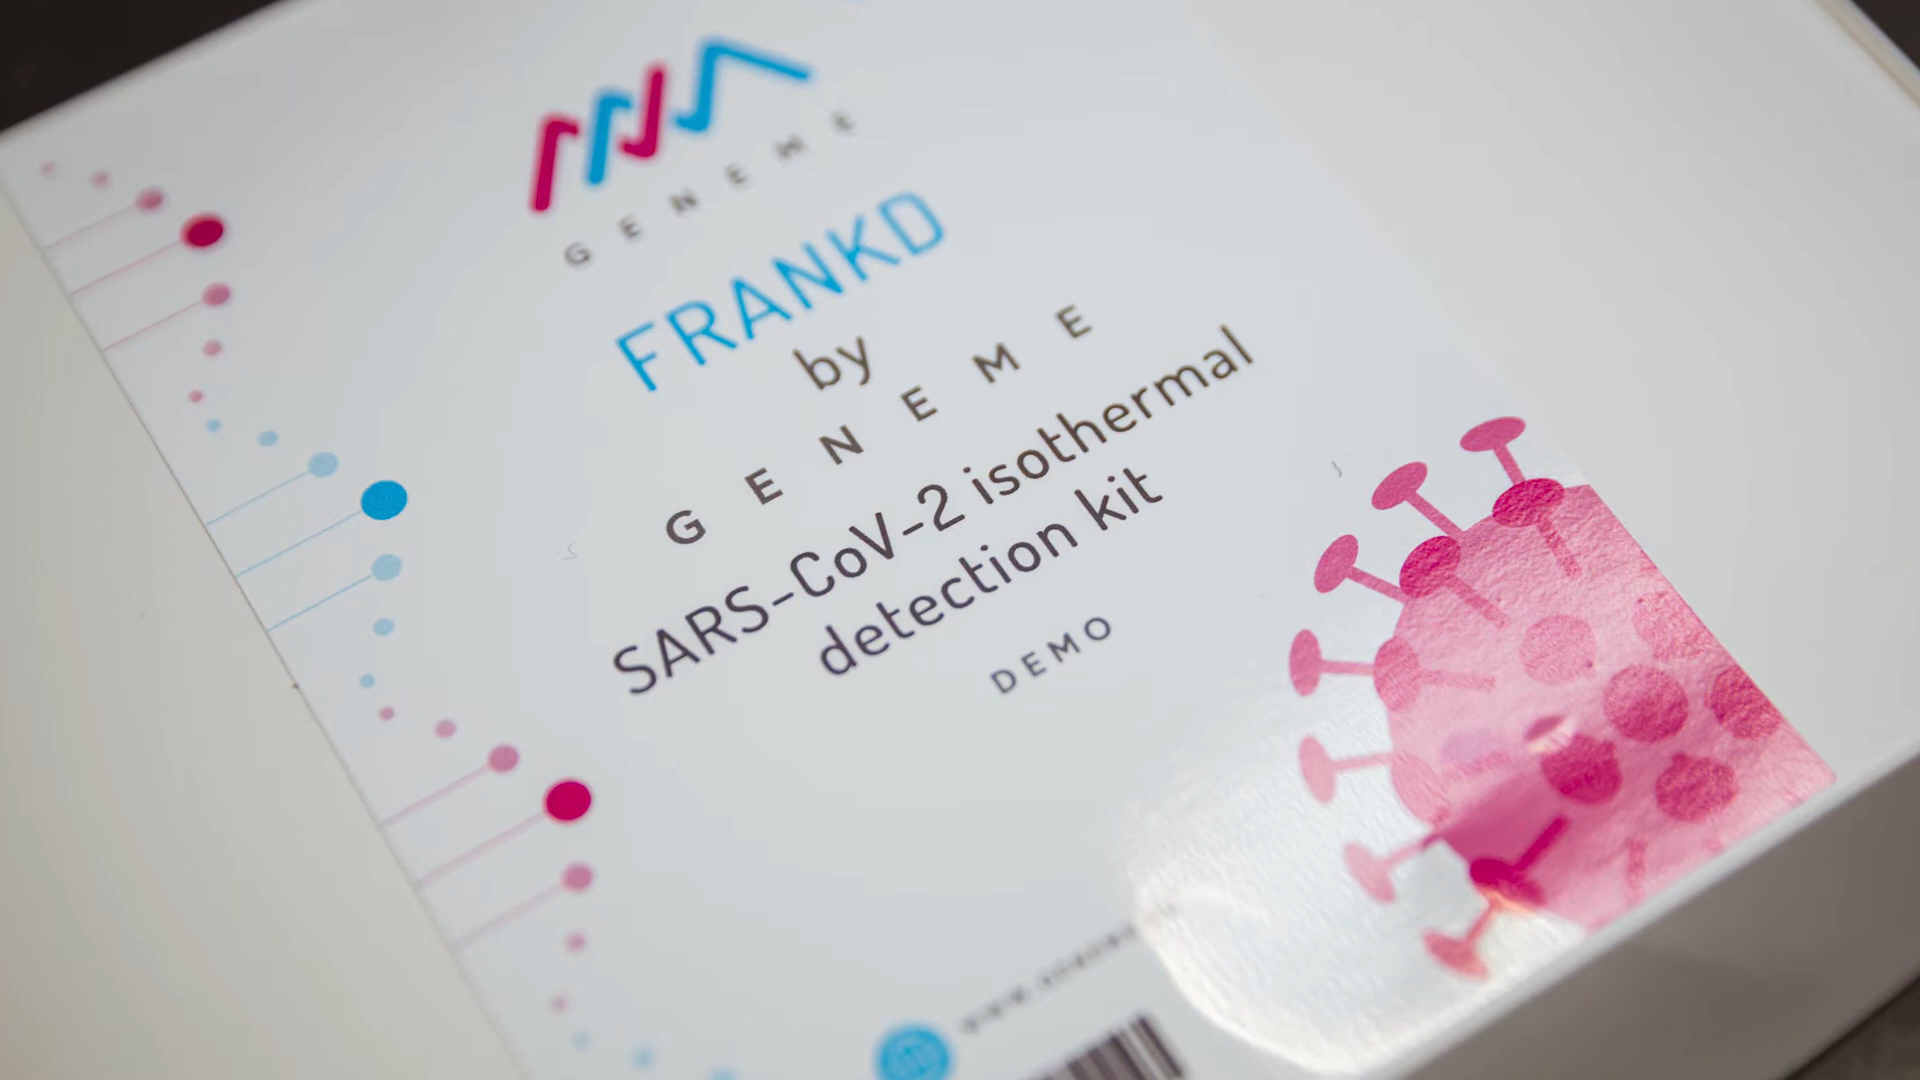 GENEME
FRANKD
by
GENEME
SARS-CoV-2 isothermal
detection kit
DEMO